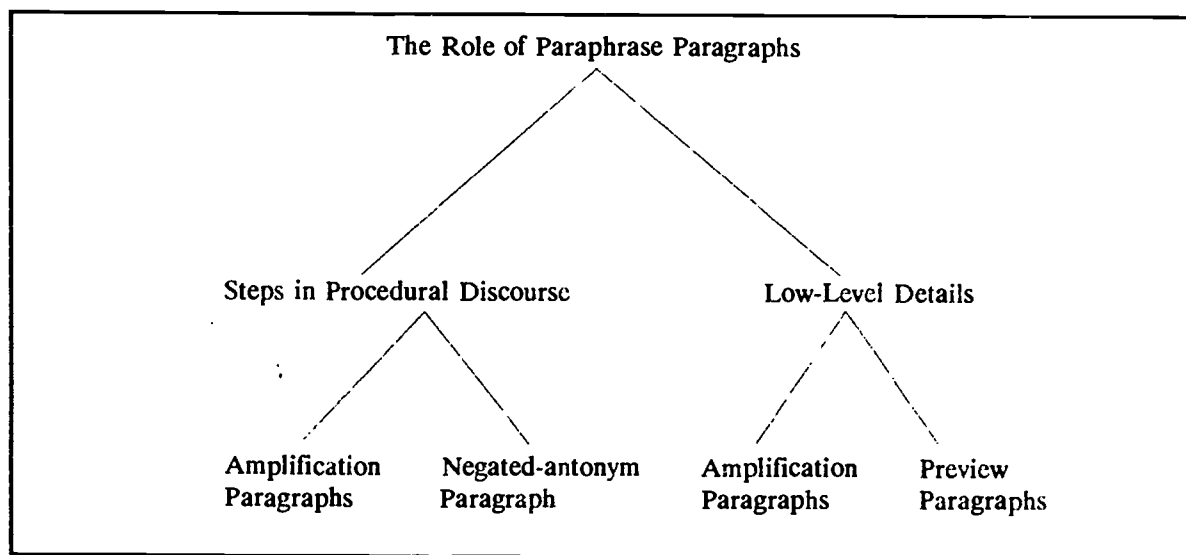 The Role of Paraphrase Paragraphs
Steps in Procedural Discourse
Low-Level Details
Amplification
Paragraphs
Negated-antonym
Paragraph
Amplification
Paragraphs
Preview
Paragraphs